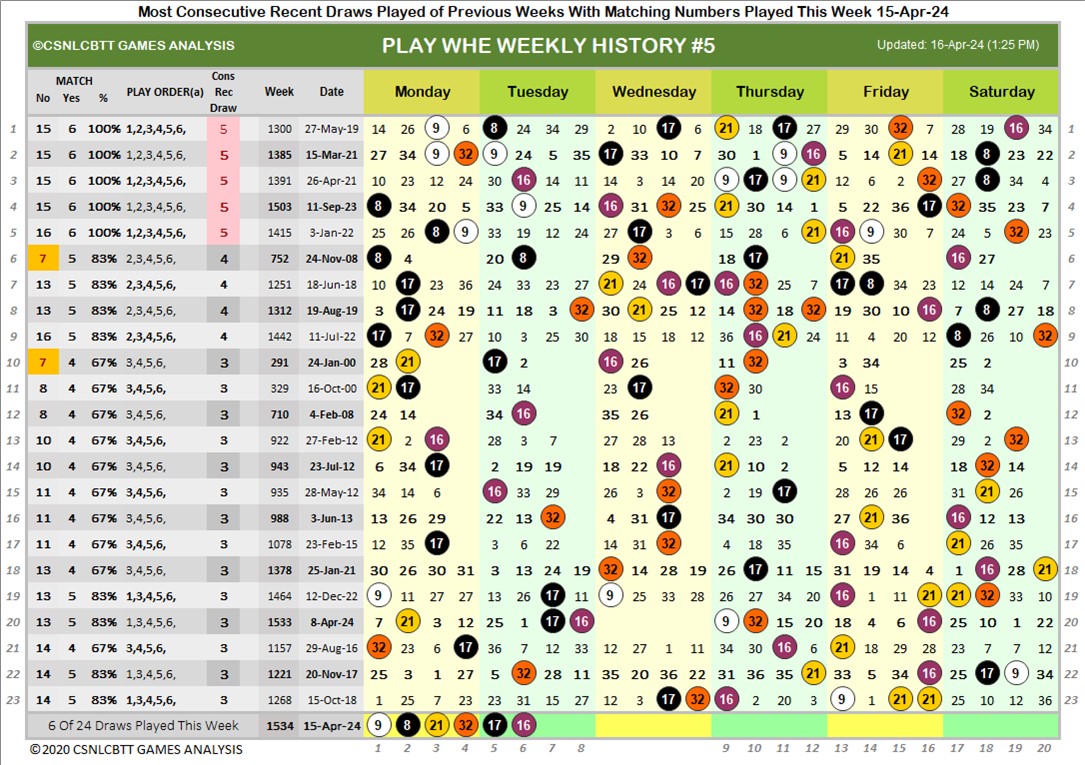 Most Consecutive Recent Draws Played of Previous Weeks With Matching Numbers Played This Week 15-Apr-24
©CSNLCBTT GAMES ANALYSIS PLAY WHE WEEKLY HISTORY #5 Updated: 16-Apr-24 (1:25 PM)
No MATCH Yes % PLAY ORDER(a) Cons Rec Draw Week Date Monday Tuesday Wednesday Thursday Friday Saturday
1 15 6 100% 1,2,3,4,5,6, 5 1300 27-May-19 14 26 9 6 8 24 34 29 2 10 17 6 21 18 17 27 29 30 32 7 28 19 16 34 1
2 15 6 100% 1,2,3,4,5,6, 5 1385 15-Mar-21 27 34 9 32 9 24 5 35 17 33 10 7 30 1 9 16 5 14 21 14 18 8 23 22 2
3 15 6 100% 1,2,3,4,5,6, 5 1391 26-Apr-21 10 23 12 24 30 16 14 11 14 3 14 20 9 17 9 21 12 6 2 32 27 8 34 4 3
4 15 6 100% 1,2,3,4,5,6, 5 1503 11-Sep-23 8 34 20 5 33 9 25 14 16 31 32 25 21 30 14 1 5 22 36 17 32 35 23 7 4
5 16 6 100% 1,2,3,4,5,6, 5 1415 3-Jan-22 25 26 8 9 33 19 12 24 27 17 3 6 15 28 6 21 16 9 30 7 24 5 32 23 5
6 7 5 83% 2,3,4,5,6, 4 752 24-Nov-08 8 4 20 8 29 32 18 17 21 35 16 27 6
7 13 5 83% 2,3,4,5,6, 4 1251 18-Jun-18 10 17 23 36 24 33 23 27 21 24 16 17 16 32 25 7 17 8 34 23 12 14 24 7 7
8 13 5 83% 2,3,4,5,6, 4 1312 19-Aug-19 3 17 24 19 11 18 3 32 30 21 25 12 14 32 18 32 19 30 10 16 7 8 27 18 8
9 16 5 83% 2,3,4,5,6, 4 1442 11-Jul-22 17 7 32 27 10 3 25 30 18 15 18 12 36 16 21 24 11 4 20 12 8 26 10 32 9
10 7 4 67% 3,4,5,6, 3 291 24-Jan-00 28 21 17 2 16 26 11 32 3 34 25 2 10
11 8 4 67% 3,4,5,6, 3 329 16-Oct-00 21 17 33 14 23 17 32 30 16 15 28 34 11
12 8 4 67% 3,4,5,6, 3 710 4-Feb-08 24 14 34 16 35 26 21 1 13 17 32 2 12
13 10 4 67% 3,4,5,6, 3 922 27-Feb-12 21 2 16 28 3 7 27 28 13 2 23 2 20 21 17 29 2 32 13
14 10 4 67% 3,4,5,6, 3 943 23-Jul-12 6 34 17 2 19 19 18 22 16 21 10 2 5 12 14 18 32 14 14
15 11 4 67% 3,4,5,6, 3 935 28-May-12 34 14 6 16 33 29 26 3 32 2 19 17 28 26 26 31 21 26 15
16 11 4 67% 3,4,5,6, 3 988 3-Jun-13 13 26 29 22 13 32 4 31 17 34 30 30 27 21 36 16 12 13 16
17 11 4 67% 3,4,5,6, 3 1078 23-Feb-15 12 35 17 3 6 22 14 31 32 4 18 35 16 34 6 21 26 35 17
18 13 4 67% 3,4,5,6, 3 1378 25-Jan-21 30 26 30 31 3 13 24 19 32 14 28 19 26 17 11 15 31 19 14 4 1 16 28 21 18
19 13 5 83% 1,3,4,5,6, 3 1464 12-Dec-22 9 11 27 27 13 26 17 11 9 25 33 28 26 27 34 20 16 1 11 21 21 32 33 10 19
20 13 5 83% 1,3,4,5,6, 3 1533 8-Apr-24 7 21 3 12 25 1 17 16 9 32 15 20 18 4 6 16 25 10 1 22 20
21 14 4 67% 3,4,5,6, 3 1157 29-Aug-16 32 23 6 17 36 7 12 33 12 27 1 11 34 30 16 6 21 18 29 28 23 7 7 12 21
22 14 5 83% 1,3,4,5,6, 3 1221 20-Nov-17 25 3 1 27 5 32 28 11 35 20 36 22 31 36 35 21 33 5 34 16 25 17 9 34 22
23 14 5 83% 1,3,4,5,6, 3 1268 15-Oct-18 1 25 7 23 23 31 15 27 12 3 17 32 16 2 20 3 9 1 21 21 25 10 12 36 23
6 Of 24 Draws Played This Week 1534 15-Apr-24 9 8 21 32 17 16
©2020 CSNLCBTT GAMES ANALYSIS 1 2 3 4 5 6 7 8 9 10 11 12 13 14 15 16 17 18 19 20